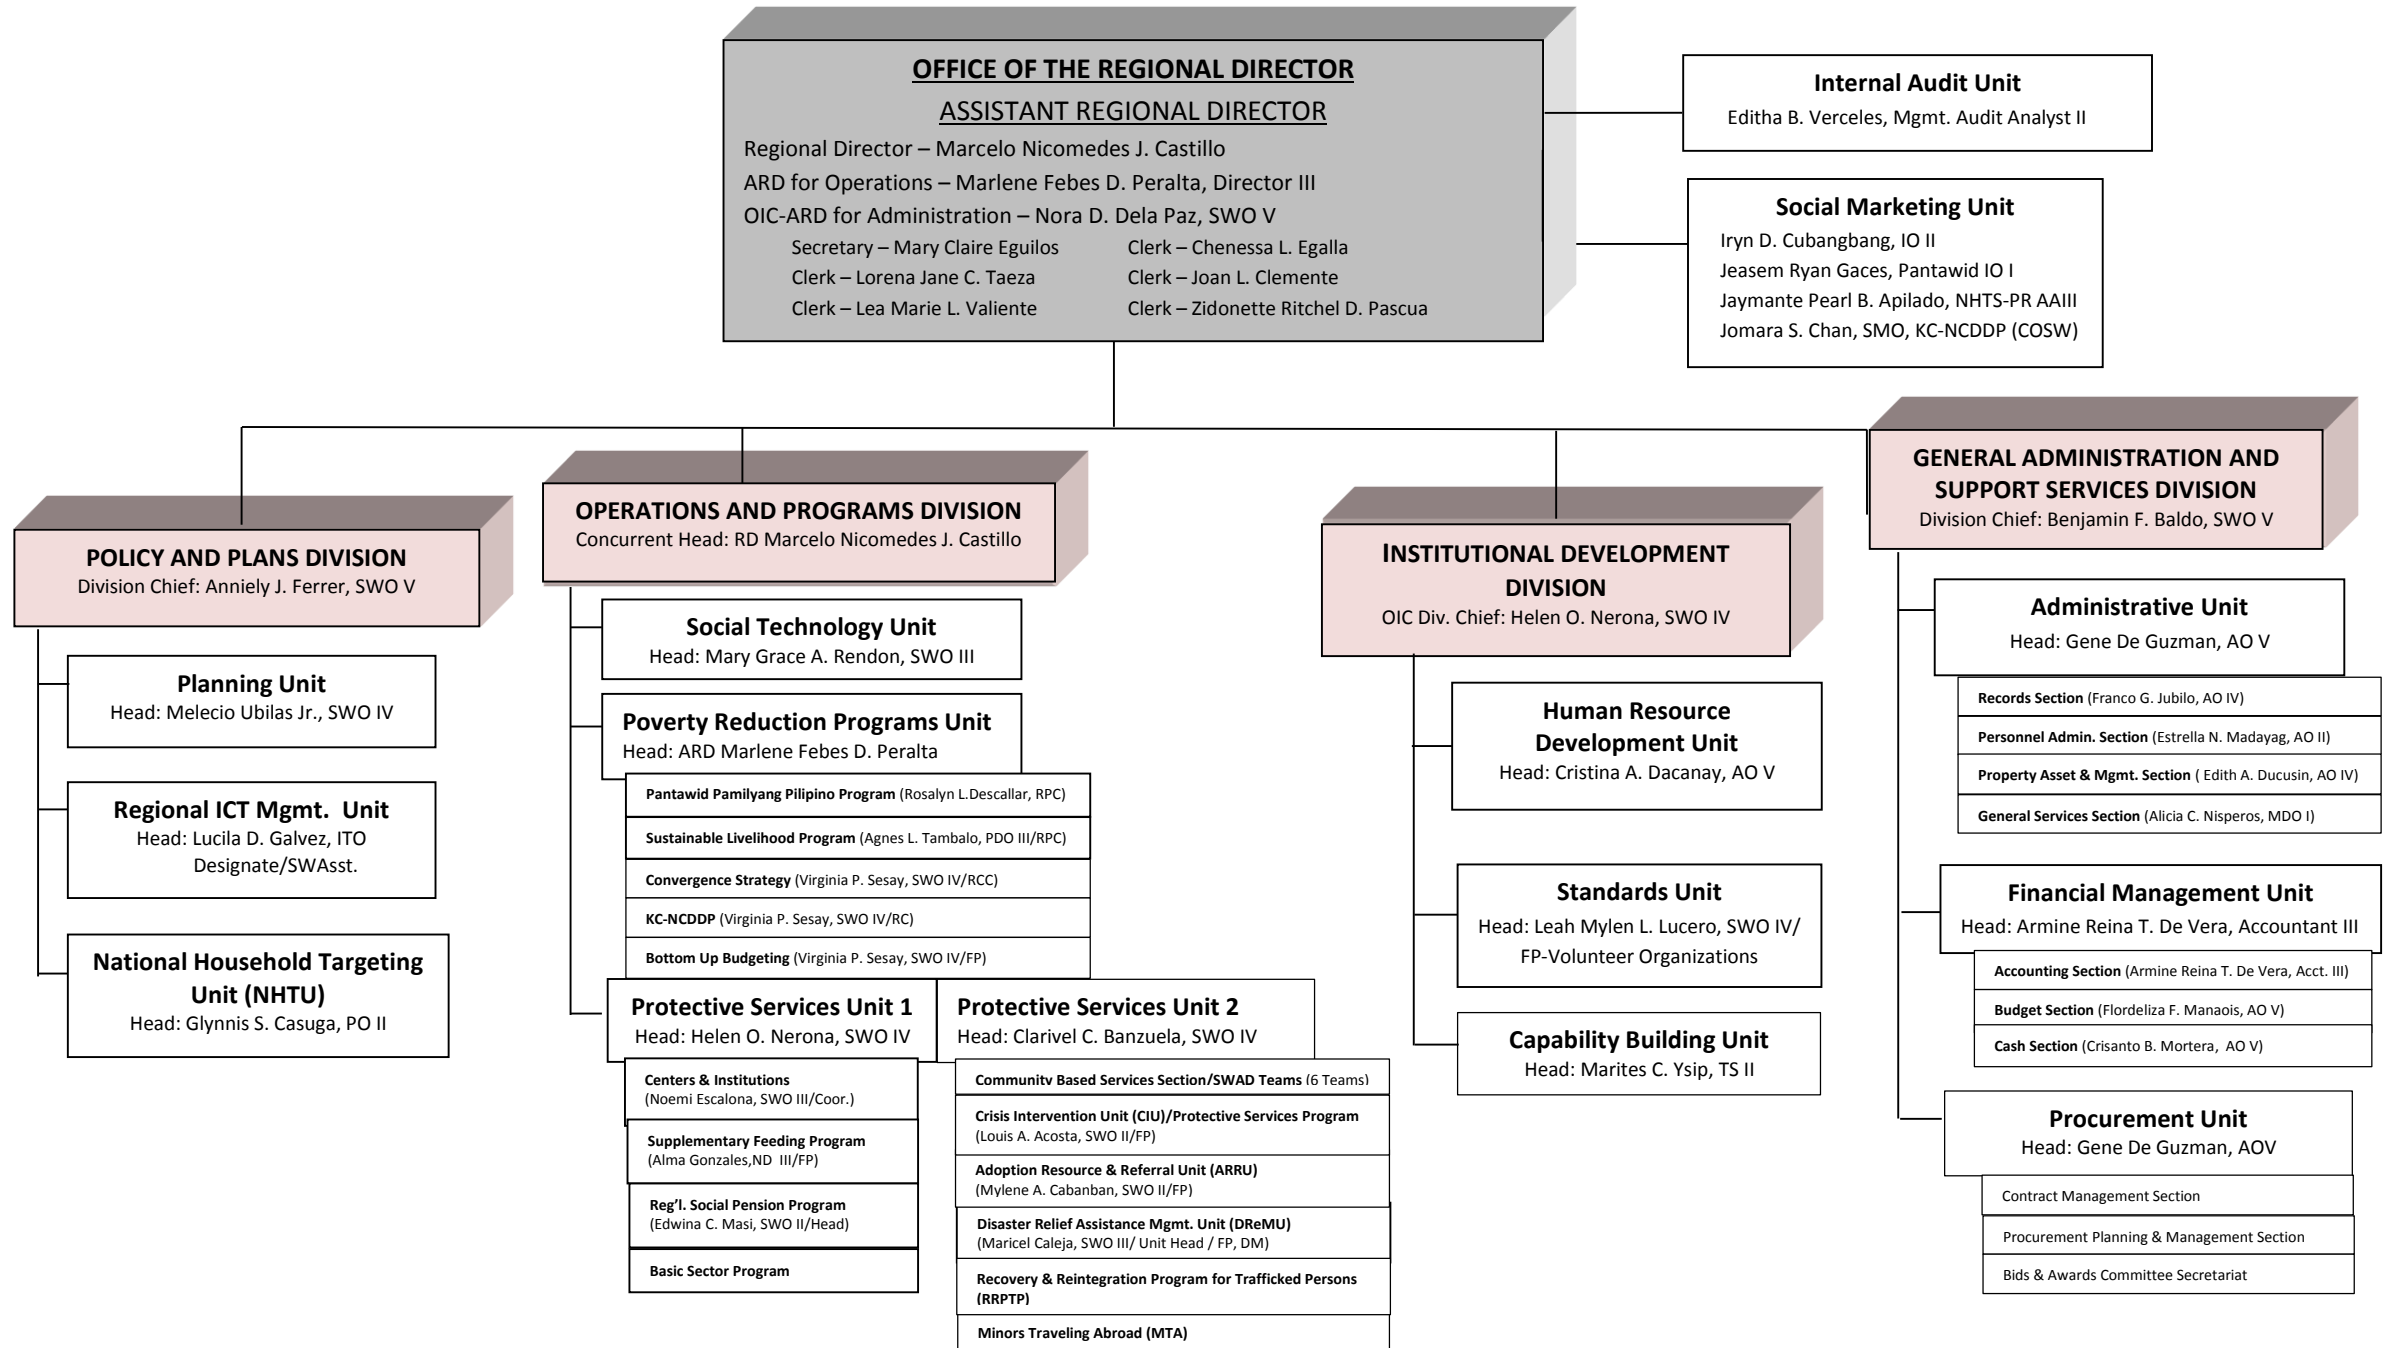 OFFICE OF THE REGIONAL DIRECTOR
ASSISTANT REGIONAL DIRECTOR
Regional Director – Marcelo Nicomedes J. Castillo
ARD for Operations – Marlene Febes D. Peralta, Director III
OIC-ARD for Administration – Nora D. Dela Paz, SWO V
Secretary – Mary Claire Eguilos
Clerk – Chenessa L. Egalla
Clerk – Lorena Jane C. Taeza
Clerk – Joan L. Clemente
Clerk – Lea Marie L. Valiente
Clerk – Zidonette Ritchel D. Pascua
Internal Audit Unit
Editha B. Verceles, Mgmt. Audit Analyst II
Social Marketing Unit
Iryn D. Cubangbang, IO II
Jeasem Ryan Gaces, Pantawid IO I
Jaymante Pearl B. Apilado, NHTS-PR AAIII
Jomara S. Chan, SMO, KC-NCDDP (COSW)
POLICY AND PLANS DIVISION
Division Chief: Anniely J. Ferrer, SWO V
Planning Unit
Head: Melecio Ubilas Jr., SWO IV
Regional ICT Mgmt.  Unit
Head: Lucila D. Galvez, ITO
Designate/SWAsst.
National Household Targeting
Unit (NHTU)
Head: Glynnis S. Casuga, PO II
OPERATIONS AND PROGRAMS DIVISION
Concurrent Head: RD Marcelo Nicomedes J. Castillo
Social Technology Unit
Head: Mary Grace A. Rendon, SWO III
Poverty Reduction Programs Unit
Head: ARD Marlene Febes D. Peralta
Pantawid Pamilyang Pilipino Program (Rosalyn L.Descallar, RPC)
Sustainable Livelihood Program (Agnes L. Tambalo, PDO III/RPC)
Convergence Strategy (Virginia P. Sesay, SWO IV/RCC)
KC-NCDDP (Virginia P. Sesay, SWO IV/RC)
Bottom Up Budgeting (Virginia P. Sesay, SWO IV/FP)
Protective Services Unit 1
Head: Helen O. Nerona, SWO IV
Centers & Institutions
(Noemi Escalona, SWO III/Coor.)
Supplementary Feeding Program
(Alma Gonzales,ND  III/FP)
Reg’l. Social Pension Program
(Edwina C. Masi, SWO II/Head)
Basic Sector Program
Protective Services Unit 2
Head: Clarivel C. Banzuela, SWO IV
Community Based Services Section/SWAD Teams (6 Teams)
Crisis Intervention Unit (CIU)/Protective Services Program
(Louis A. Acosta, SWO II/FP)
Adoption Resource & Referral Unit (ARRU)
(Mylene A. Cabanban, SWO II/FP)
Disaster Relief Assistance Mgmt. Unit (DReMU)
(Maricel Caleja, SWO III/ Unit Head / FP, DM)
Recovery & Reintegration Program for Trafficked Persons
(RRPTP)
Minors Traveling Abroad (MTA)
INSTITUTIONAL DEVELOPMENT
DIVISION
OIC Div. Chief: Helen O. Nerona, SWO IV
Human Resource
Development Unit
Head: Cristina A. Dacanay, AO V
Standards Unit
Head: Leah Mylen L. Lucero, SWO IV/
FP-Volunteer Organizations
Capability Building Unit
Head: Marites C. Ysip, TS II
GENERAL ADMINISTRATION AND
SUPPORT SERVICES DIVISION
Division Chief: Benjamin F. Baldo, SWO V
Administrative Unit
Head: Gene De Guzman, AO V
Records Section (Franco G. Jubilo, AO IV)
Personnel Admin. Section (Estrella N. Madayag, AO II)
Property Asset & Mgmt. Section ( Edith A. Ducusin, AO IV)
General Services Section (Alicia C. Nisperos, MDO I)
Financial Management Unit
Head: Armine Reina T. De Vera, Accountant III
Accounting Section (Armine Reina T. De Vera, Acct. III)
Budget Section (Flordeliza F. Manaois, AO V)
Cash Section (Crisanto B. Mortera,  AO V)
Procurement Unit
Head: Gene De Guzman, AOV
Contract Management Section
Procurement Planning & Management Section
Bids & Awards Committee Secretariat